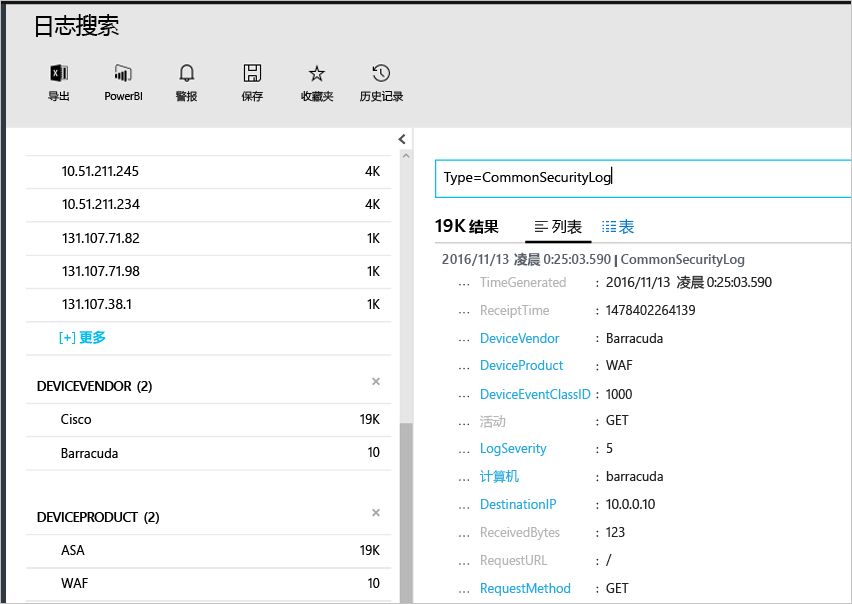 日志搜索
导出 PowerBI 警报 保存 收藏夹 历史记录
10.51.211.245 4K
10.51.211.234 4K
131.107.71.82 1K
131.107.71.98 1K
131.107.38.1 1K
[+] 更多
DEVICEVENDOR (2)
Cisco 19K
Barracuda 10
DEVICEPRODUCT (2)
ASA 19K
WAF 10
Type=CommonSecurityLog
19K 结果 列表 表
2016/11/13 凌晨 0:25:03.590 | CommonSecurityLog
... TimeGenerated : 2016/11/13 凌晨 0:25:03.590
... ReceiptTime : 1478402264139
... DeviceVendor : Barracuda
... DeviceProduct : WAF
... DeviceEventClassID : 1000
... 活动 : GET
... LogSeverity : 5
... 计算机 : barracuda
... DestinationIP : 10.0.0.10
... ReceivedBytes : 123
... RequestURL : /
... RequestMethod : GET